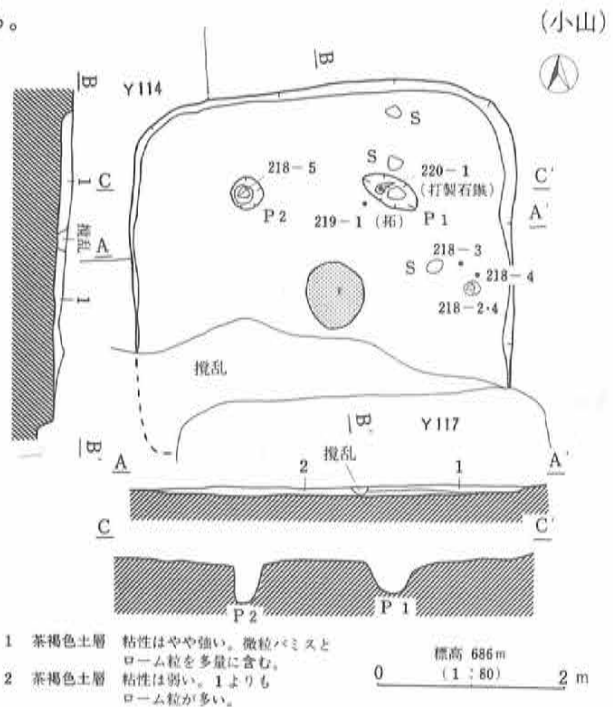 る。
(小山)
B
B
Y114
S
218-5
S
220-1
(打製石鏃)
C'
1
C
P2
219-1 (拓)
P1
A'
撹乱
A
218-3
S
218-4
1
218-2・4
撹乱
B'
Y117
B'
A
2
撹乱
1
A'
C
C'
P2
P1
1 茶褐色土層 粘性はやや強い。微粒パミスと
ローム粒を多量に含む。
2 茶褐色土層 粘性は弱い。1よりも
ローム粒が多い。
標高 686m
(1:80)
0 2m